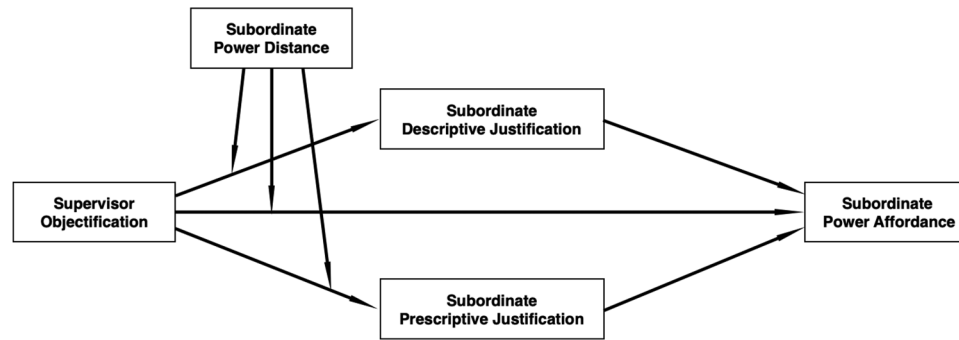 Subordinate
Power Distance
Subordinate
Descriptive Justification
Supervisor
Objectification
Subordinate
Power Affordance
Subordinate
Prescriptive Justification